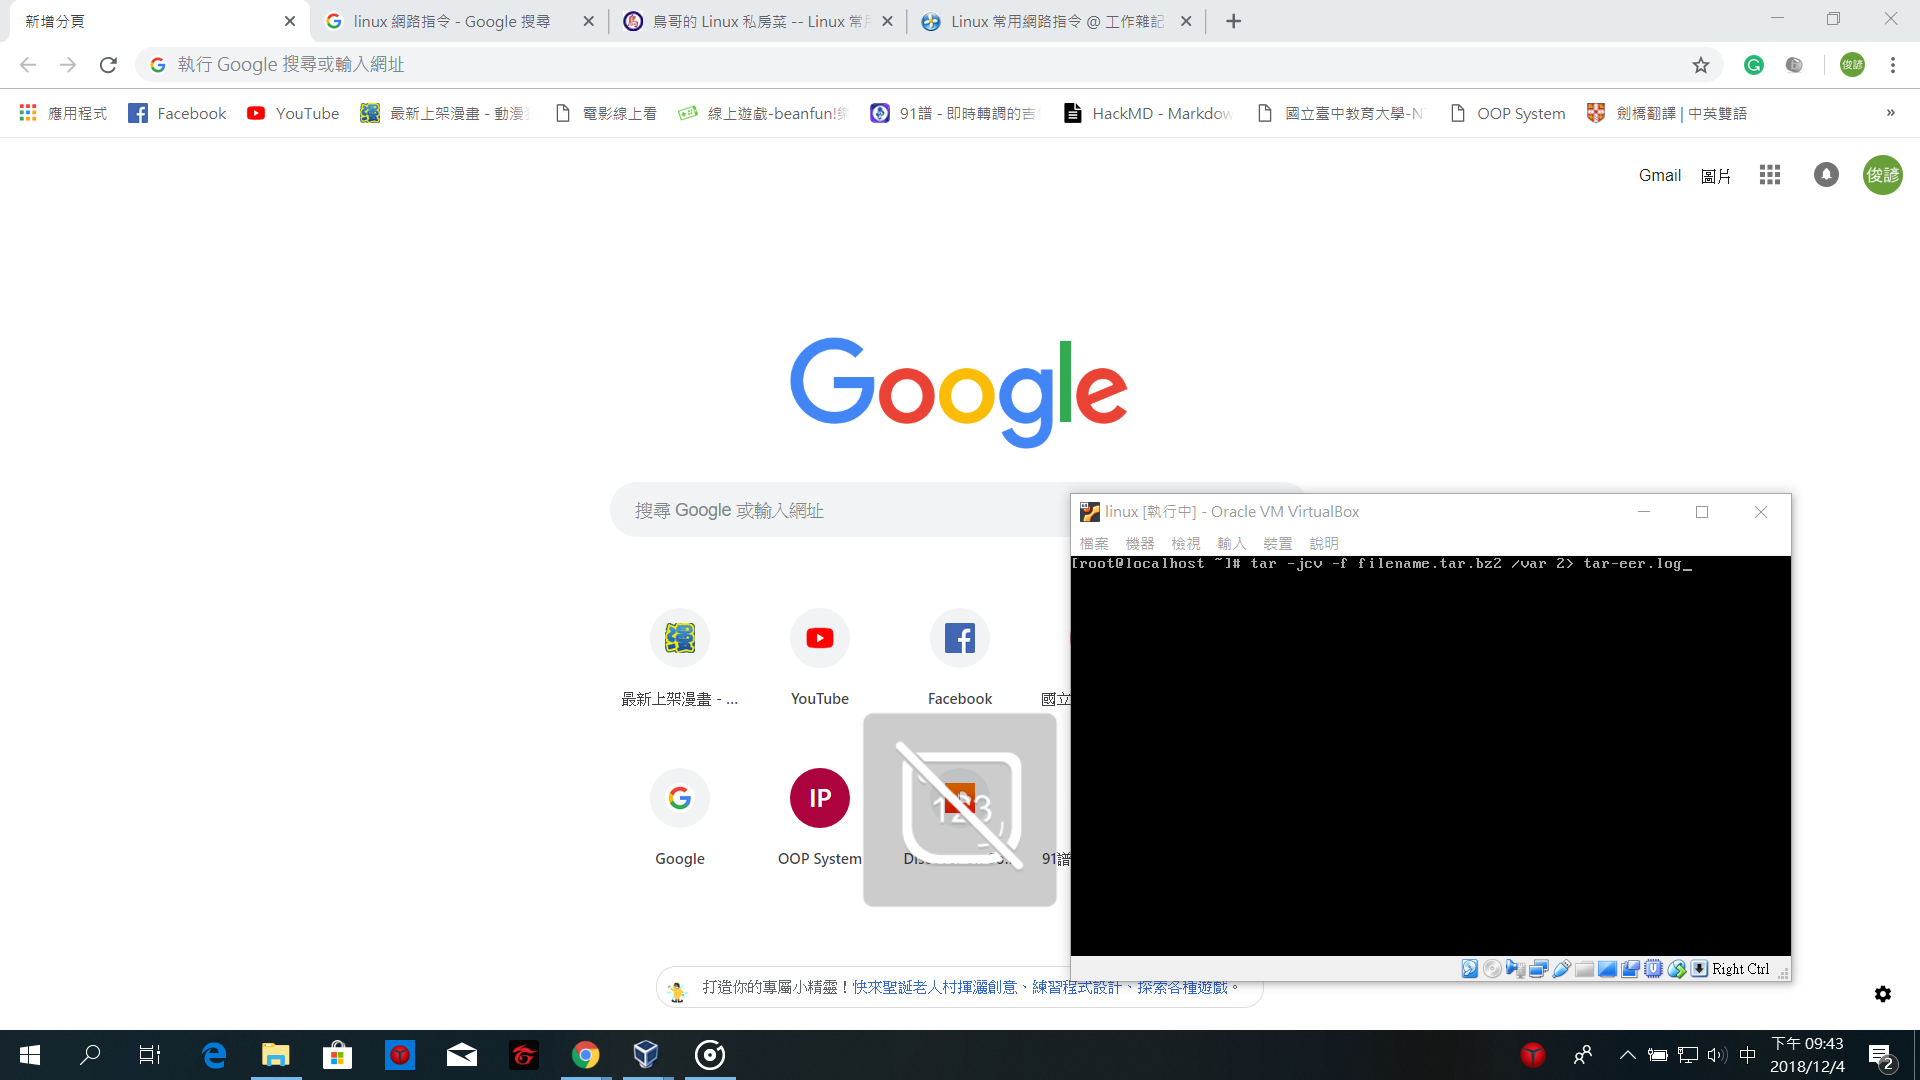 新增分頁
linux 網路指令 - Google 搜尋
鳥哥的 Linux 私房菜 -- Linux 常用
Linux 常用網路指令 @ 工作雜記
執行 Google 搜尋或輸入網址
俊諺
應用程式
Facebook
YouTube
最新上架漫畫 - 動漫
電影線上看
線上遊戲-beanfun!樂
91譜 - 即時轉調的吉
HackMD - Markdow
國立臺中教育大學-N
OOP System
劍橋翻譯 | 中英雙語
»
Gmail
圖片
俊諺
Google
搜尋 Google 或輸入網址
linux [執行中] - Oracle VM VirtualBox
檔案 機器 檢視 輸入 裝置 說明
[root@localhost ~]# tar -jcv -f filename.tar.bz2 /var 2> tar-eer.log_
最新上架漫畫 - ...
YouTube
Facebook
國立
IP
123
Google
OOP System
91譜
Right Ctrl
打造你的專屬小精靈！快來聖誕老人村揮灑創意、練習程式設計、探索各種遊戲。
中
下午 09:43
2018/12/4
2